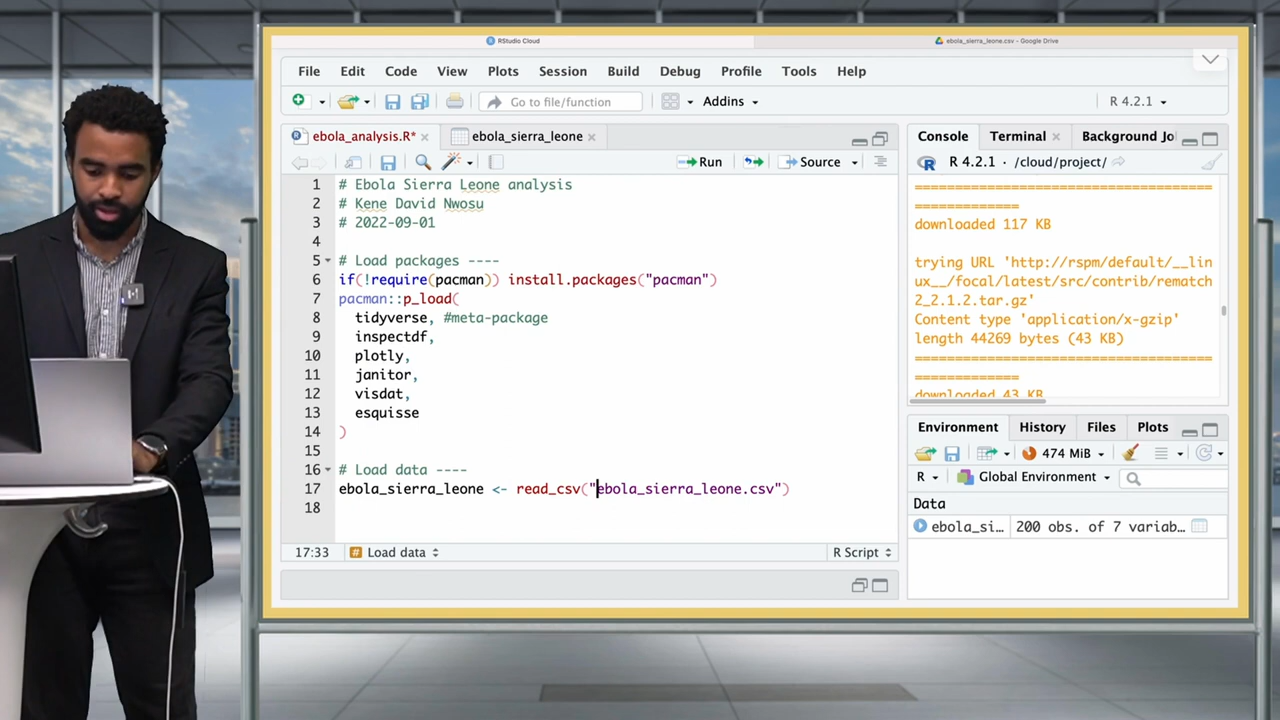 RStudio Cloud
ebola_sierra_leone.csv - Google Drive
File Edit Code View Plots Session Build Debug Profile Tools Help
Go to file/function
Addins
R 4.2.1
ebola_analysis.R*
ebola_sierra_leone
Run
Source
1 # Ebola Sierra Leone analysis
2 # Kene David Nwosu
3 # 2022-09-01
4
5 # Load packages ----
6 if(!require(pacman)) install.packages("pacman")
7 pacman::p_load(
8 tidyverse, #meta-package
9 inspectdf,
10 plotly,
11 janitor,
12 visdat,
13 esquisse
14 )
15
16 # Load data ----
17 ebola_sierra_leone <- read_csv("ebola_sierra_leone.csv")
18
17:33 # Load data R Script
Console Terminal Background Jo
R 4.2.1 · /cloud/project/
=====================================
=============
downloaded 117 KB
trying URL 'http://rspm/default/__lin
ux__/focal/latest/src/contrib/rematch
2_2.1.2.tar.gz'
Content type 'application/x-gzip'
length 44269 bytes (43 KB)
=====================================
=============
downloaded 43 KB
Environment History Files Plots
474 MiB
R Global Environment
Data
ebola_si… 200 obs. of 7 variab…